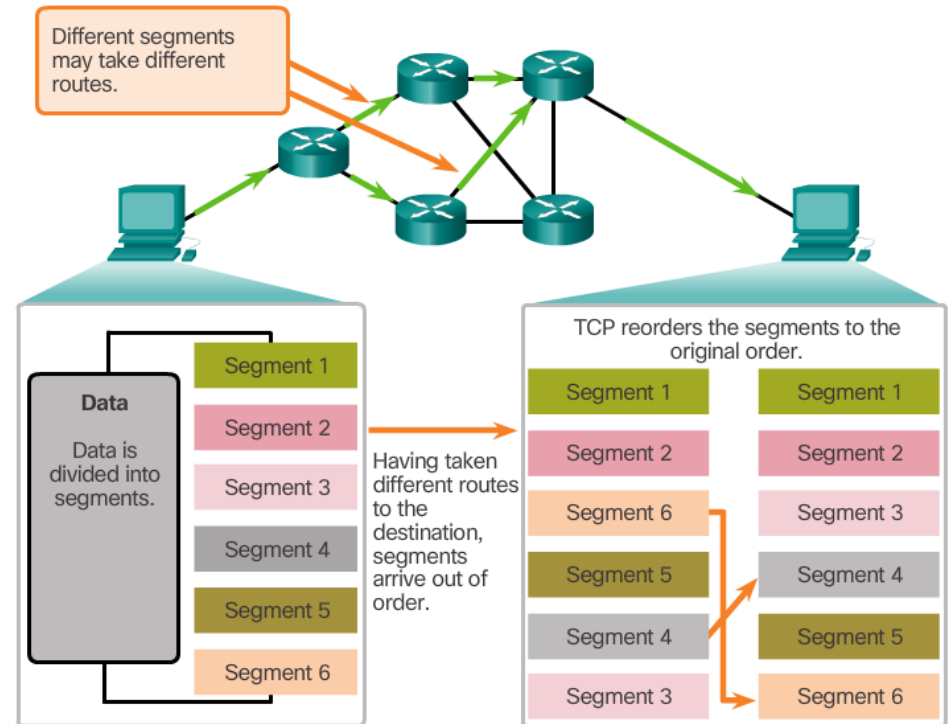 Different segments
may take different
routes.
Data
Data is
divided into
segments.
Segment 1
Segment 2
Segment 3
Segment 4
Segment 5
Segment 6
Having taken
different routes
to the
destination,
segments
arrive out of
order.
TCP reorders the segments to the
original order.
Segment 1
Segment 2
Segment 6
Segment 5
Segment 4
Segment 3
Segment 1
Segment 2
Segment 3
Segment 4
Segment 5
Segment 6